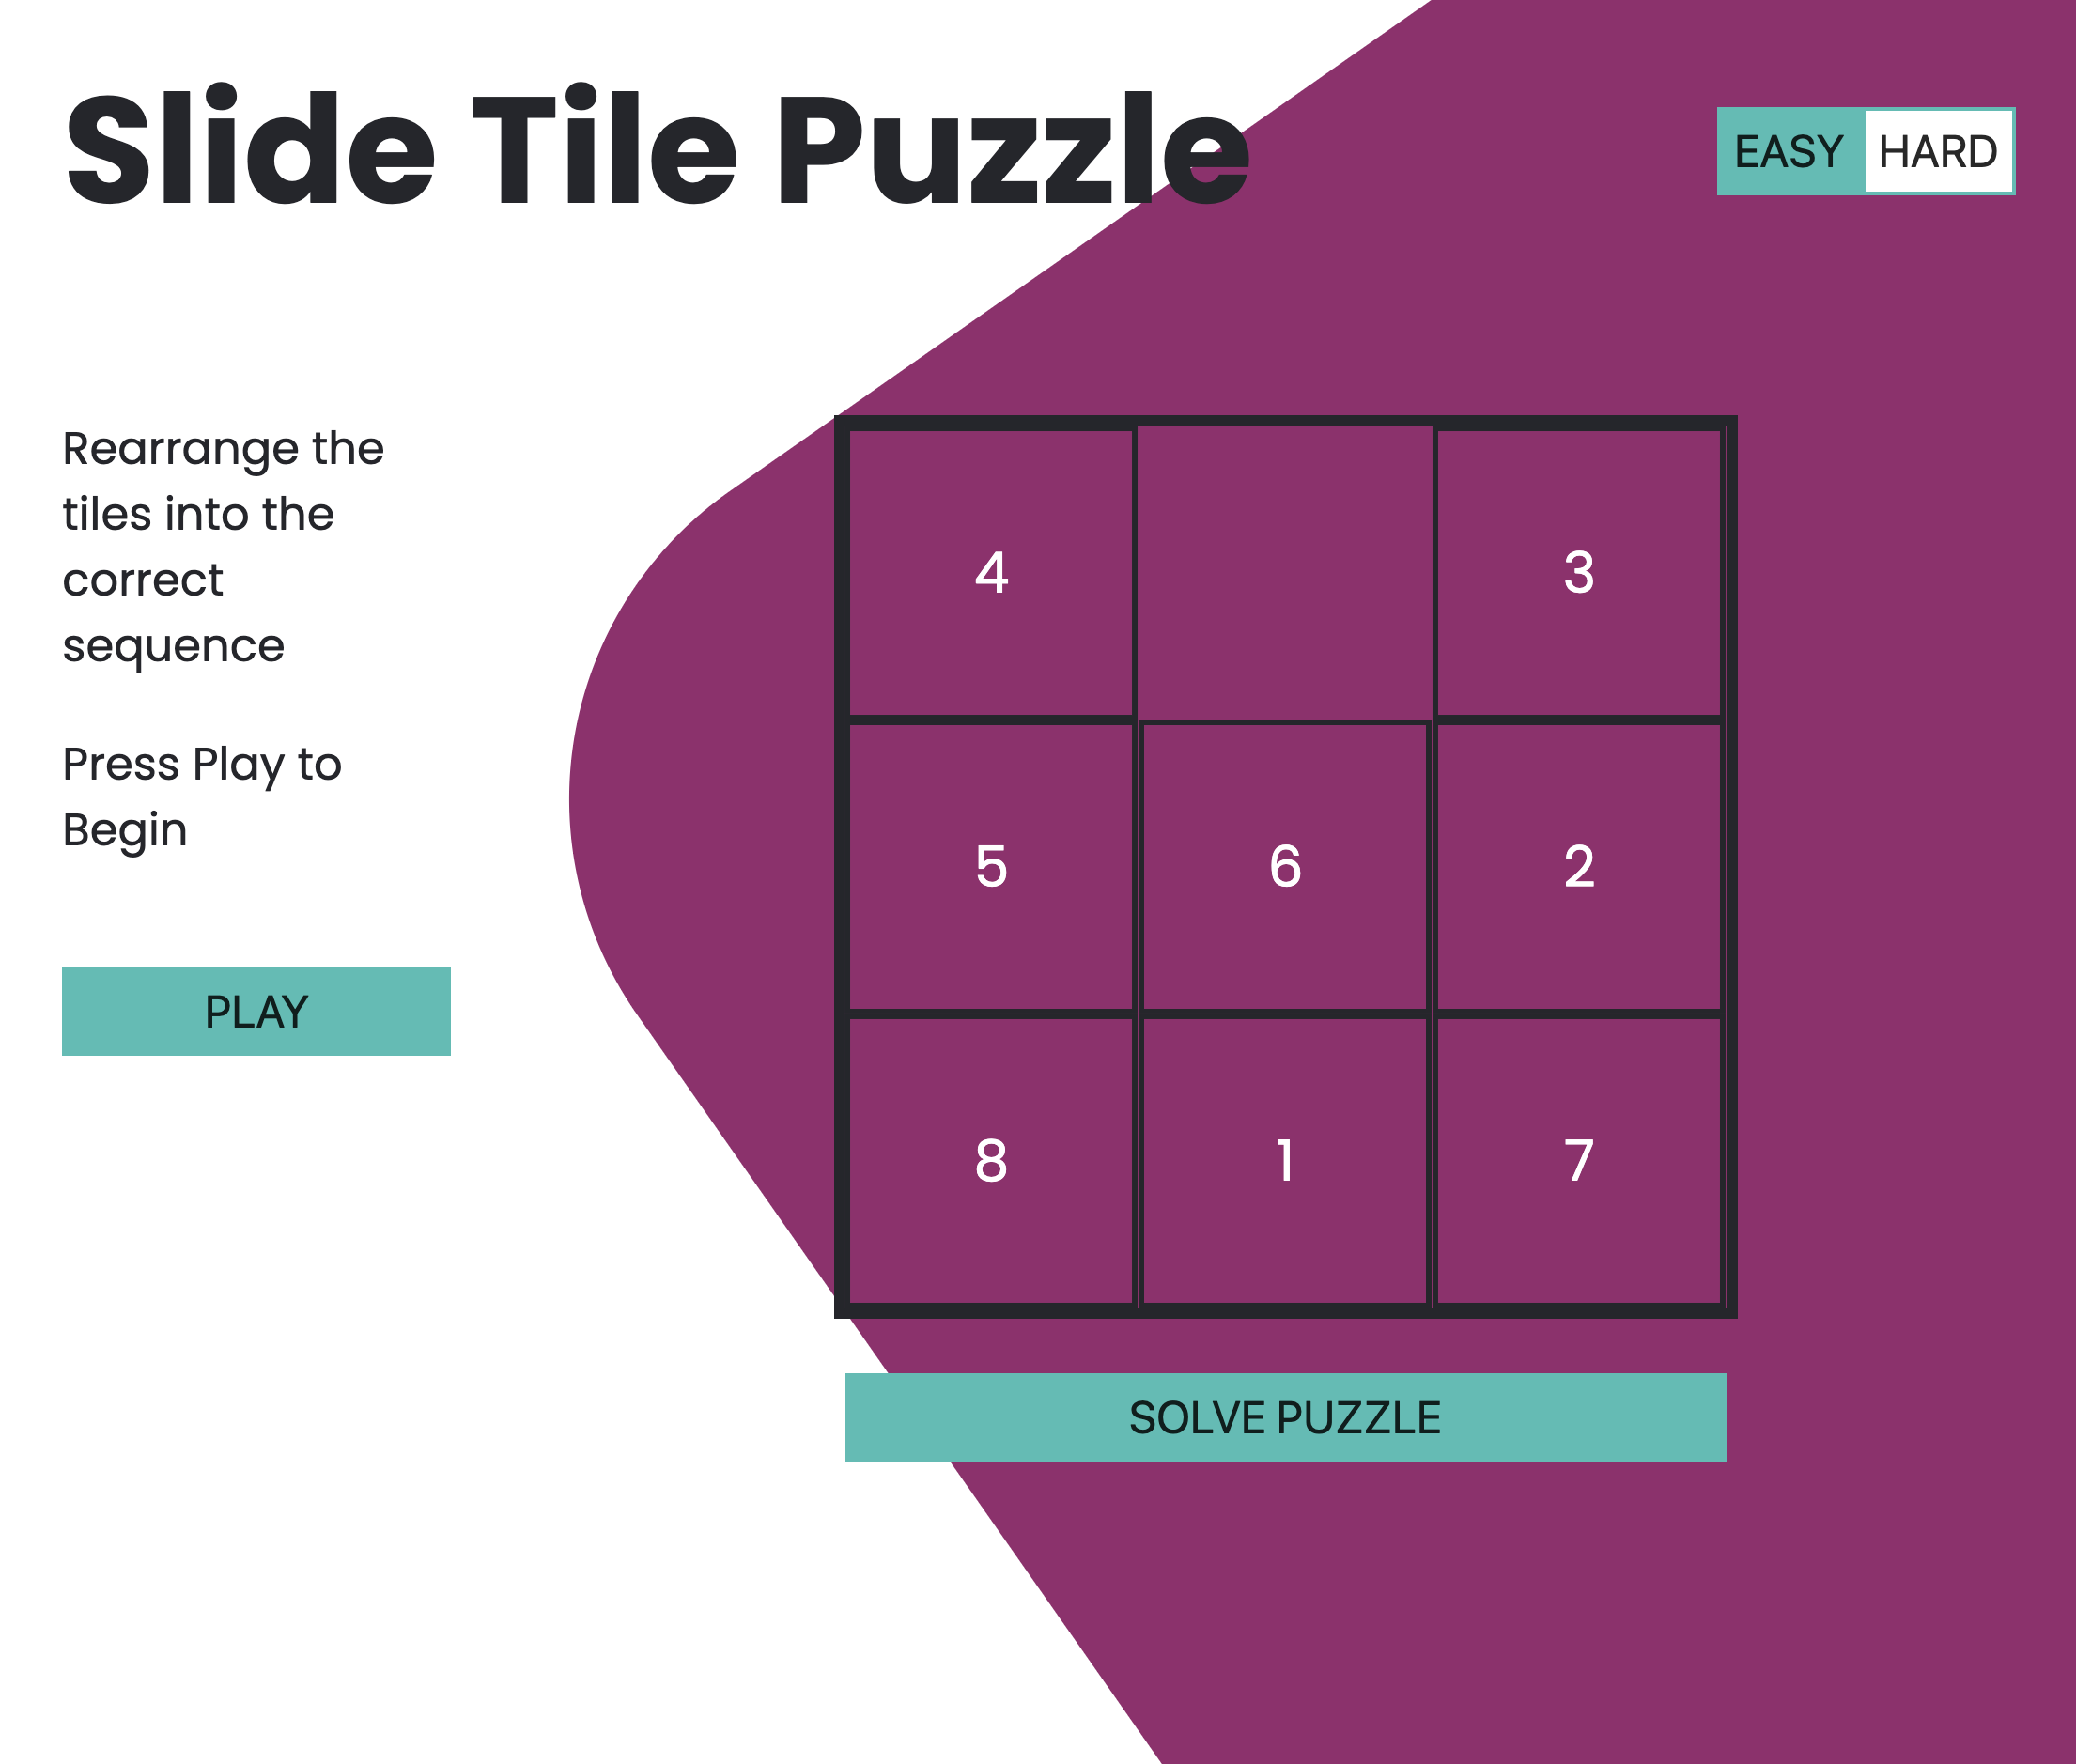 Slide Tile Puzzle
EASY HARD
Rearrange the
tiles into the
correct
sequence
Press Play to
Begin
PLAY
4 3
5 6 2
8 1 7
SOLVE PUZZLE